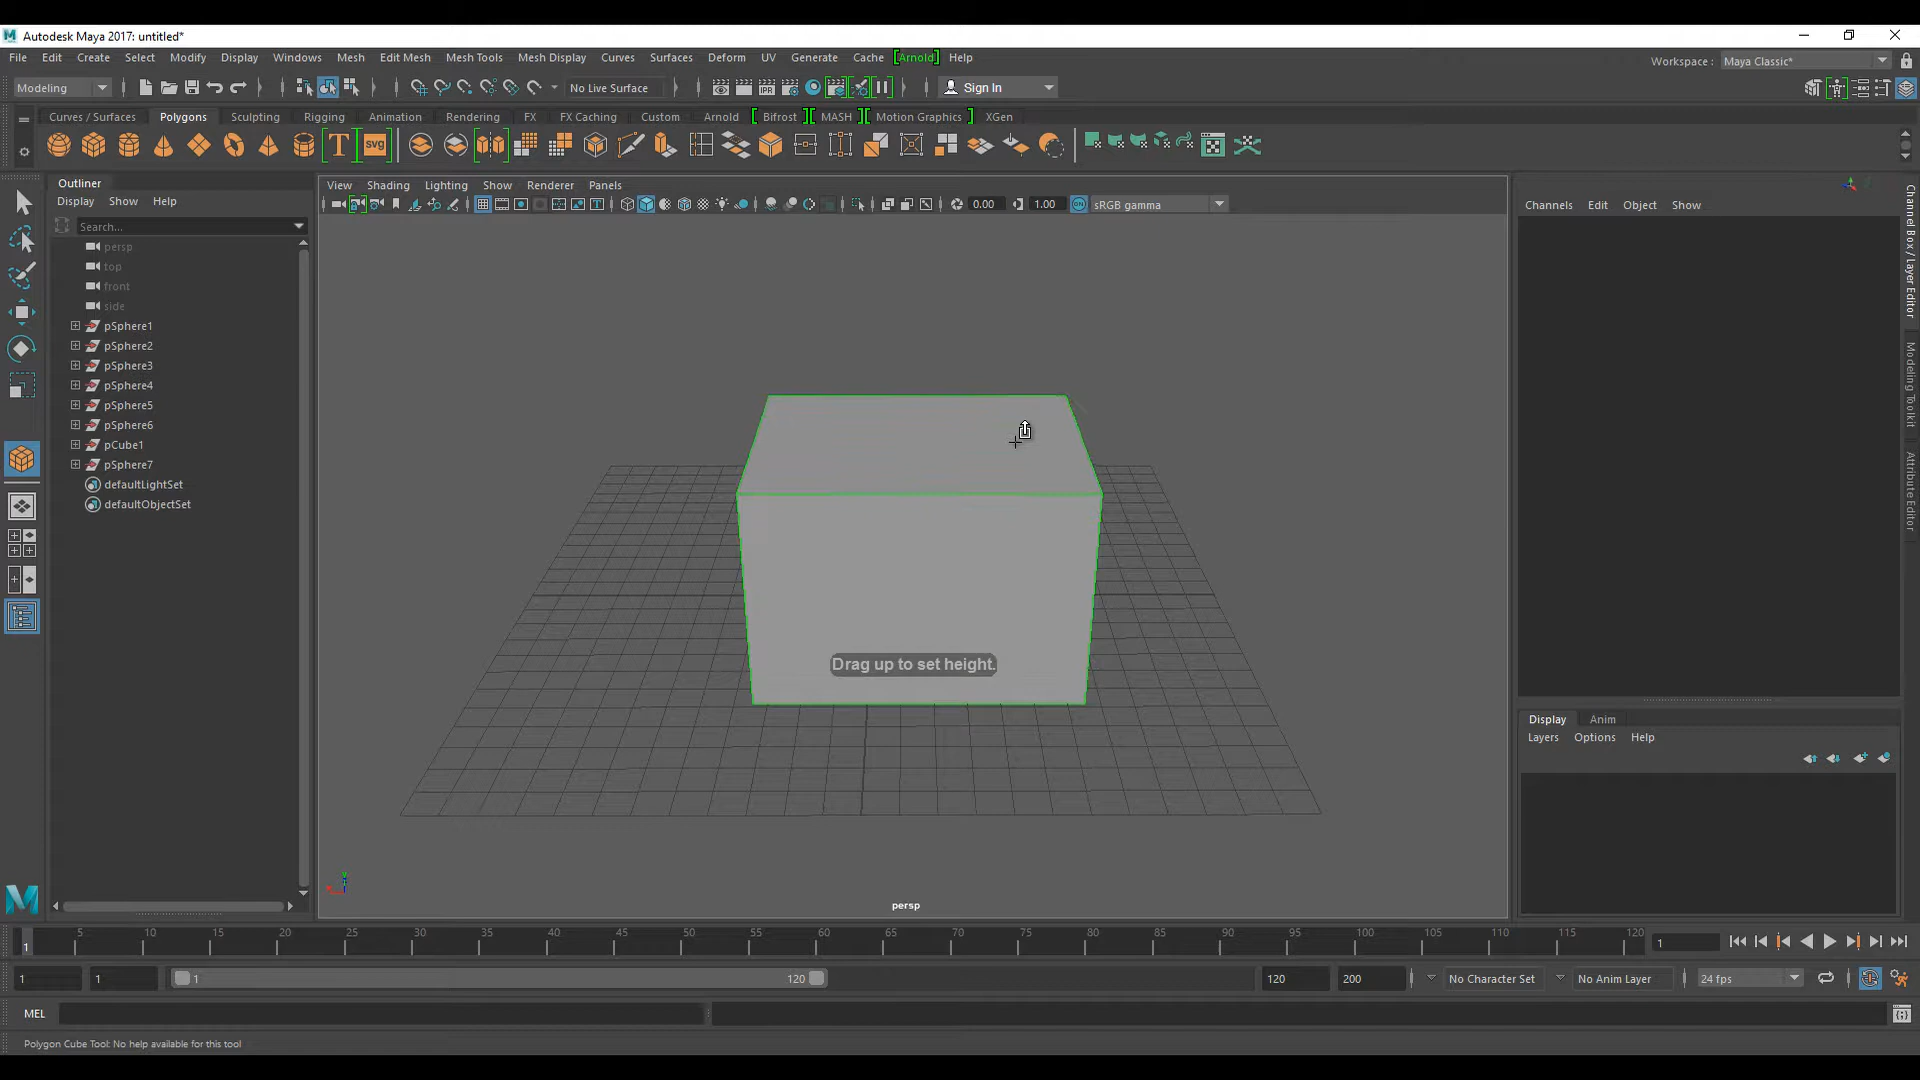 Autodesk Maya 2017: untitled*
File Edit Create Select Modify Display Windows Mesh Edit Mesh Mesh Tools Mesh Display Curves Surfaces Deform UV Generate Cache [Arnold] Help
Workspace : Maya Classic*
Modeling
No Live Surface
Sign In
Curves / Surfaces Polygons Sculpting Rigging Animation Rendering FX FX Caching Custom Arnold [ Bifrost ][ MASH ][ Motion Graphics ] XGen
T svg
IPR
Outliner
Display Show Help
Search...
persp
top
front
side
pSphere1
pSphere2
pSphere3
pSphere4
pSphere5
pSphere6
pCube1
pSphere7
defaultLightSet
defaultObjectSet
View Shading Lighting Show Renderer Panels
0.00 1.00 ON sRGB gamma
Drag up to set height.
persp
Channels Edit Object Show
Channel Box / Layer Editor
Modeling Toolkit
Attribute Editor
Display Anim
Layers Options Help
1 5 10 15 20 25 30 35 40 45 50 55 60 65 70 75 80 85 90 95 100 105 110 115 120
1
1 1 1 120 120 200 No Character Set No Anim Layer 24 fps
MEL
Polygon Cube Tool: No help available for this tool